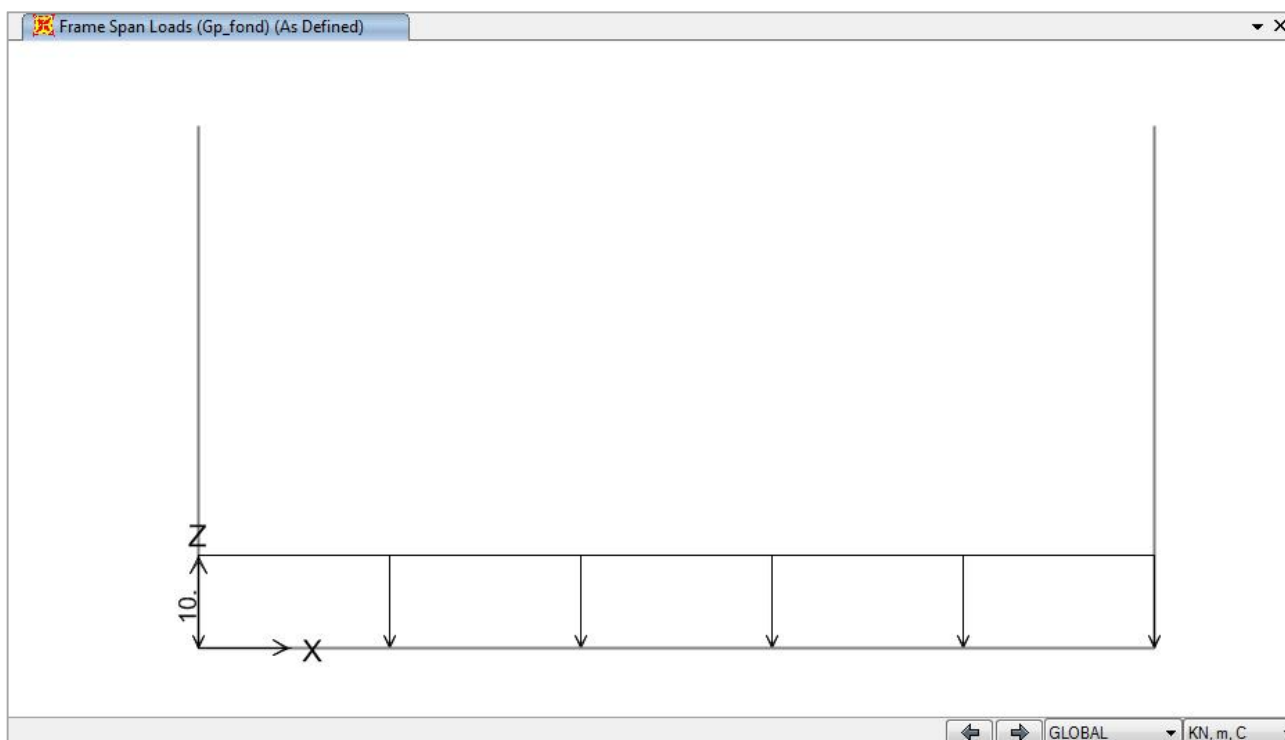 Frame Span Loads (Gp_fond) (As Defined)
Z
10.
X
GLOBAL
KN, m, C